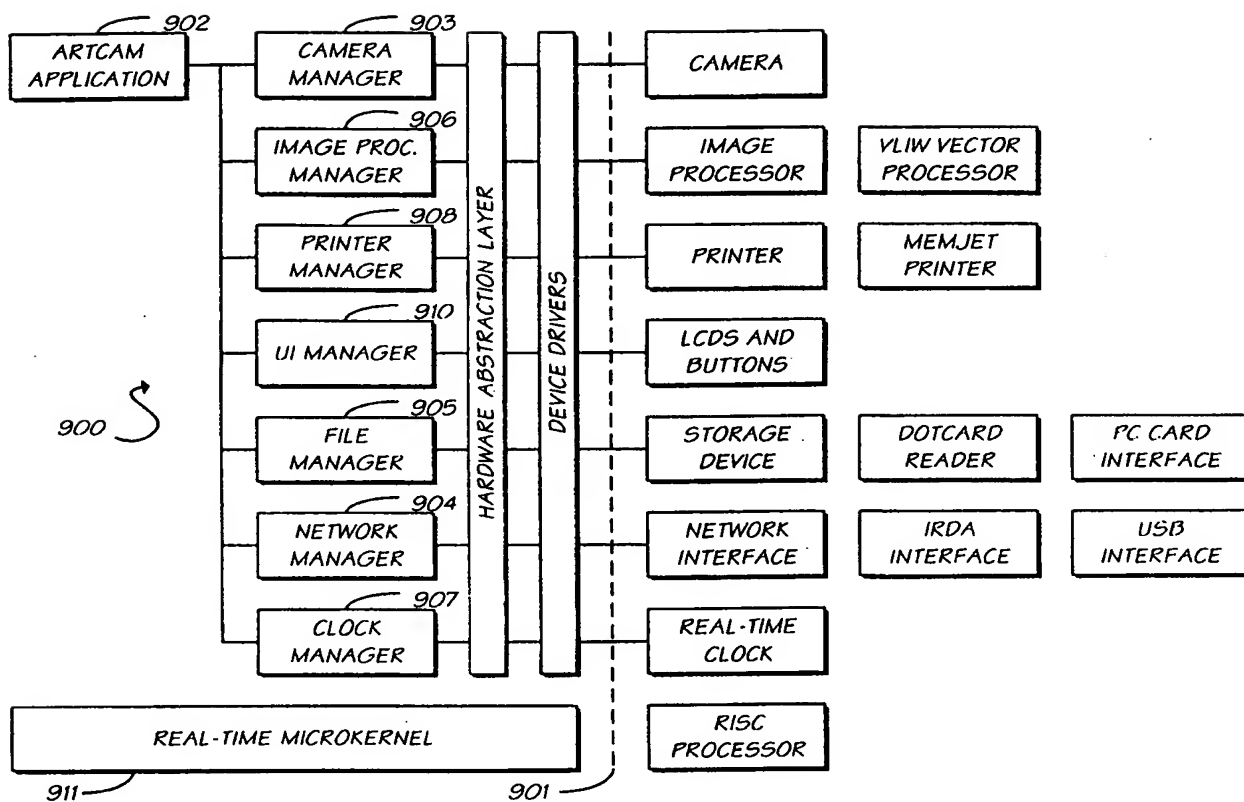 902
903
ARTCAM
APPLICATION
CAMERA
MANAGER
CAMERA
906
IMAGE PROC.
MANAGER
IMAGE
PROCESSOR
VLIW VECTOR
PROCESSOR
908
PRINTER
MANAGER
PRINTER
MEMJET
PRINTER
HARDWARE ABSTRACTION LAYER
DEVICE DRIVERS
910
UI MANAGER
LCDS AND
BUTTONS
900
905
FILE
MANAGER
STORAGE
DEVICE
DOTCARD
READER
PC CARD
INTERFACE
904
NETWORK
MANAGER
NETWORK
INTERFACE
IRDA
INTERFACE
USB
INTERFACE
907
CLOCK
MANAGER
REAL-TIME
CLOCK
REAL-TIME MICROKERNEL
RISC
PROCESSOR
911
901